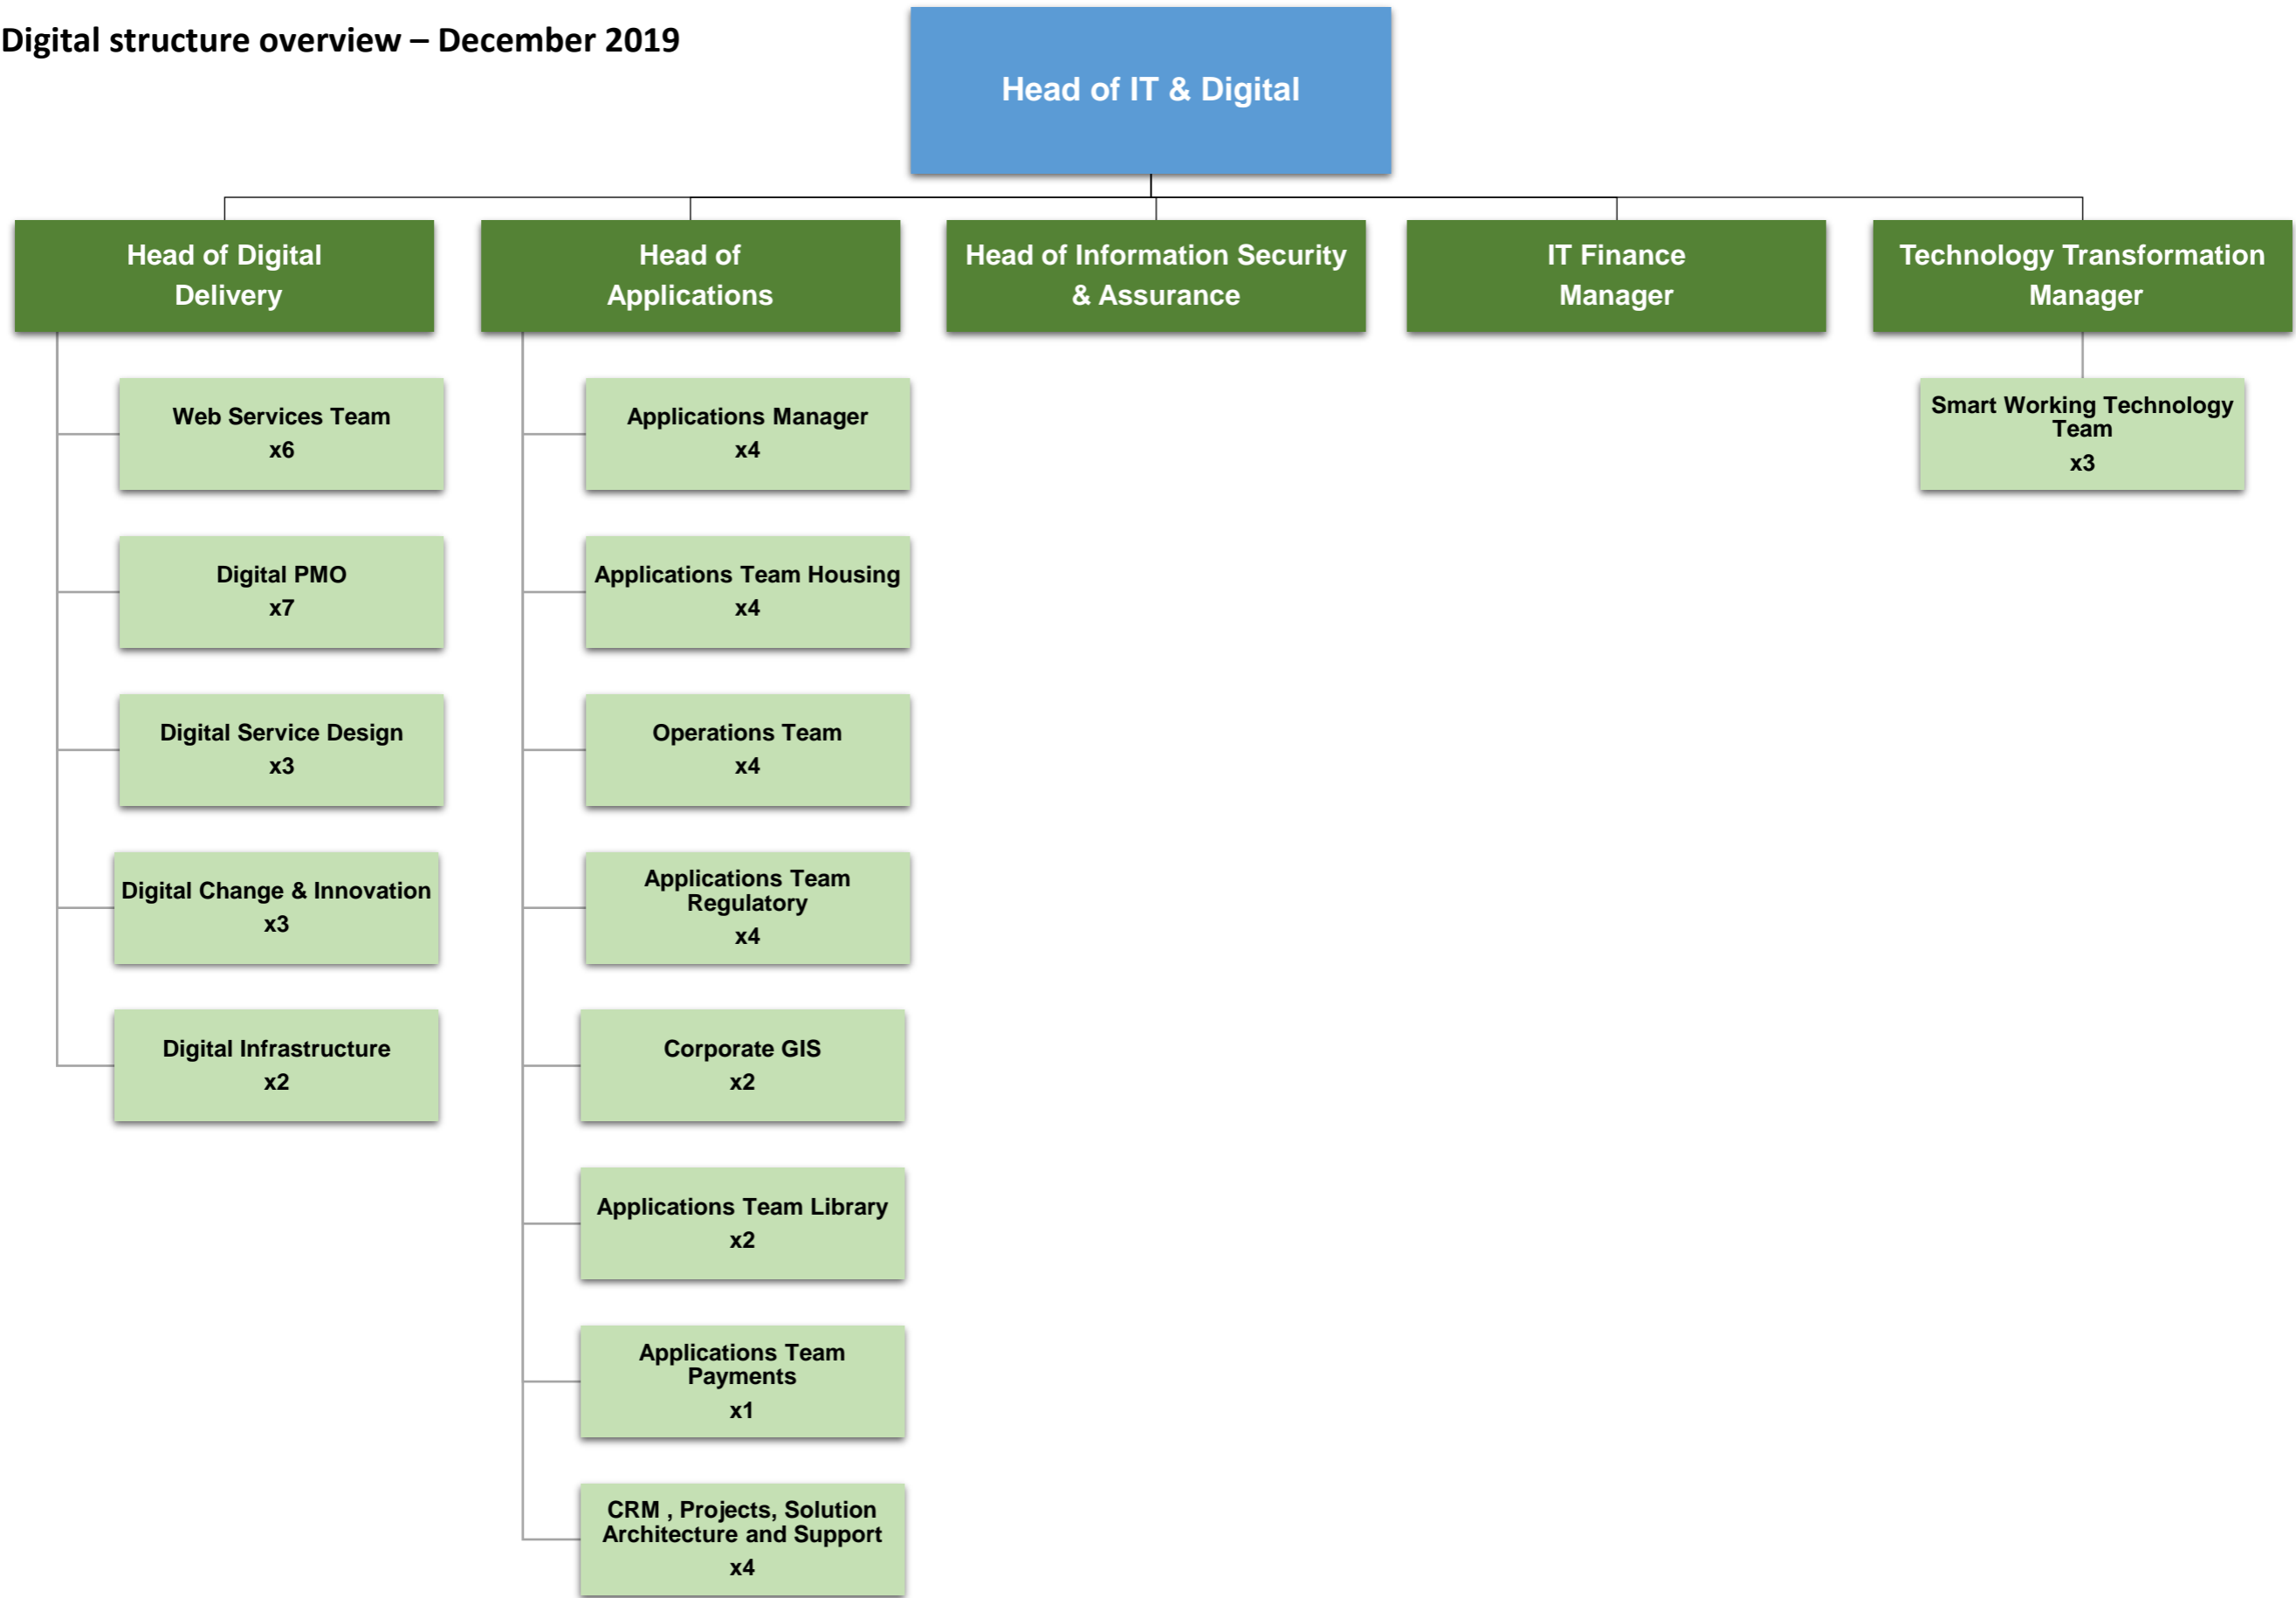 Digital structure overview – December 2019
Head of IT & Digital
Head of Digital
Delivery
Head of
Applications
Head of Information Security
& Assurance
IT Finance
Manager
Technology Transformation
Manager
Web Services Team
x6
Digital PMO
x7
Digital Service Design
x3
Digital Change & Innovation
x3
Digital Infrastructure
x2
Applications Manager
x4
Applications Team Housing
x4
Operations Team
x4
Applications Team
Regulatory
x4
Corporate GIS
x2
Applications Team Library
x2
Applications Team
Payments
x1
CRM , Projects, Solution
Architecture and Support
x4
Smart Working Technology
Team
x3